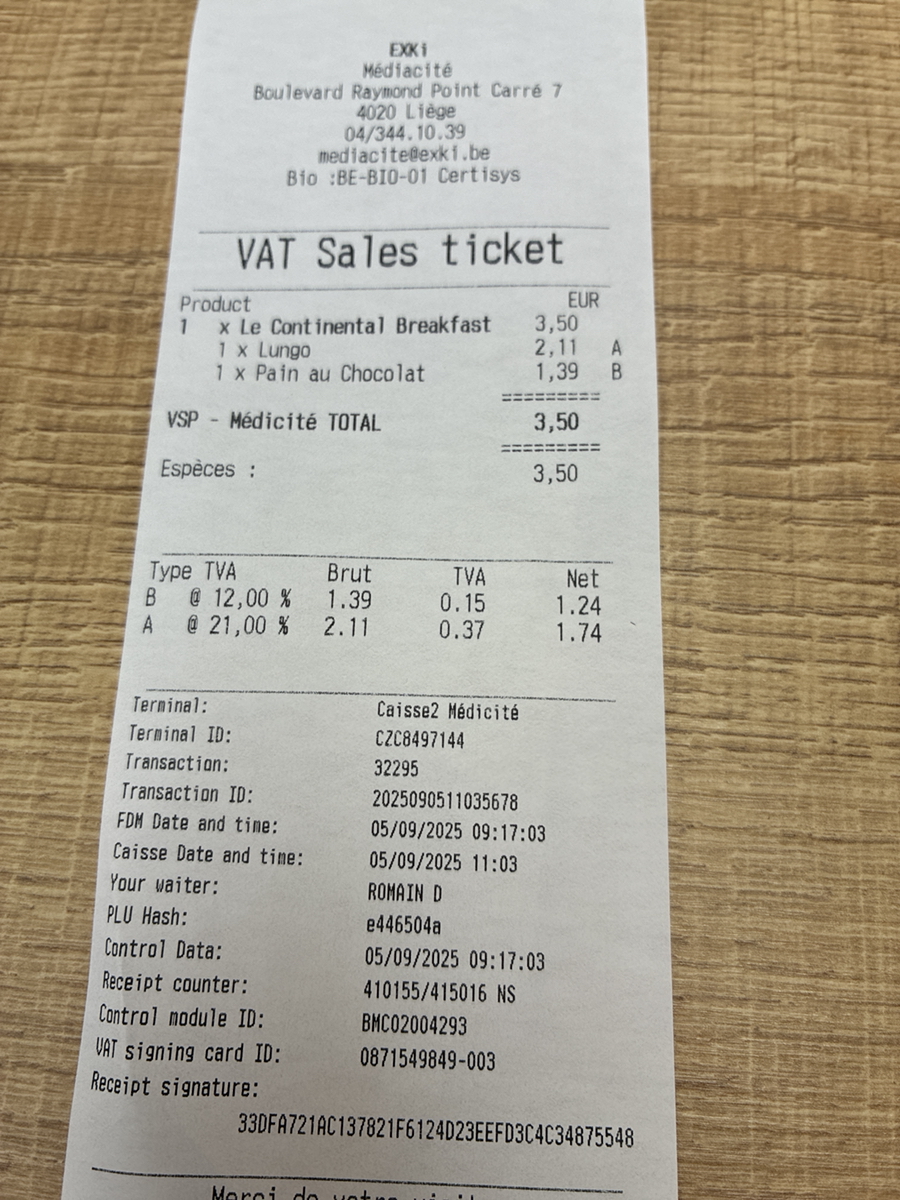 EXKi
Médiacité
Boulevard Raymond Point Carré 7
4020 Liège
04/344.10.39
mediacite@exki.be
Bio :BE-BIO-01 Certisys
VAT Sales ticket
Product EUR
1 x Le Continental Breakfast 3,50
1 x Lungo 2,11 A
1 x Pain au Chocolat 1,39 B
=========
VSP - Médicité TOTAL 3,50
=========
Espèces : 3,50
Type TVA Brut TVA Net
B @ 12,00 % 1.39 0.15 1.24
A @ 21,00 % 2.11 0.37 1.74
Terminal: Caisse2 Médicité
Terminal ID: CZC8497144
Transaction: 32295
Transaction ID: 2025090511035678
FDM Date and time: 05/09/2025 09:17:03
Caisse Date and time: 05/09/2025 11:03
Your waiter: ROMAIN D
PLU Hash: e446504a
Control Data: 05/09/2025 09:17:03
Receipt counter: 410155/415016 NS
Control module ID: BMC02004293
VAT signing card ID: 0871549849-003
Receipt signature:
33DFA721AC137821F6124D23EEFD3C4C34875548
Merci de votre